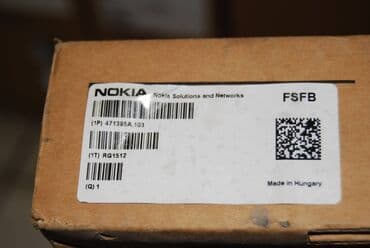 NOKIA Nokia Solutions and Networks FSFB
(1P) 471395A.103
(1T) RG1512
(Q) 1
Made in Hungary